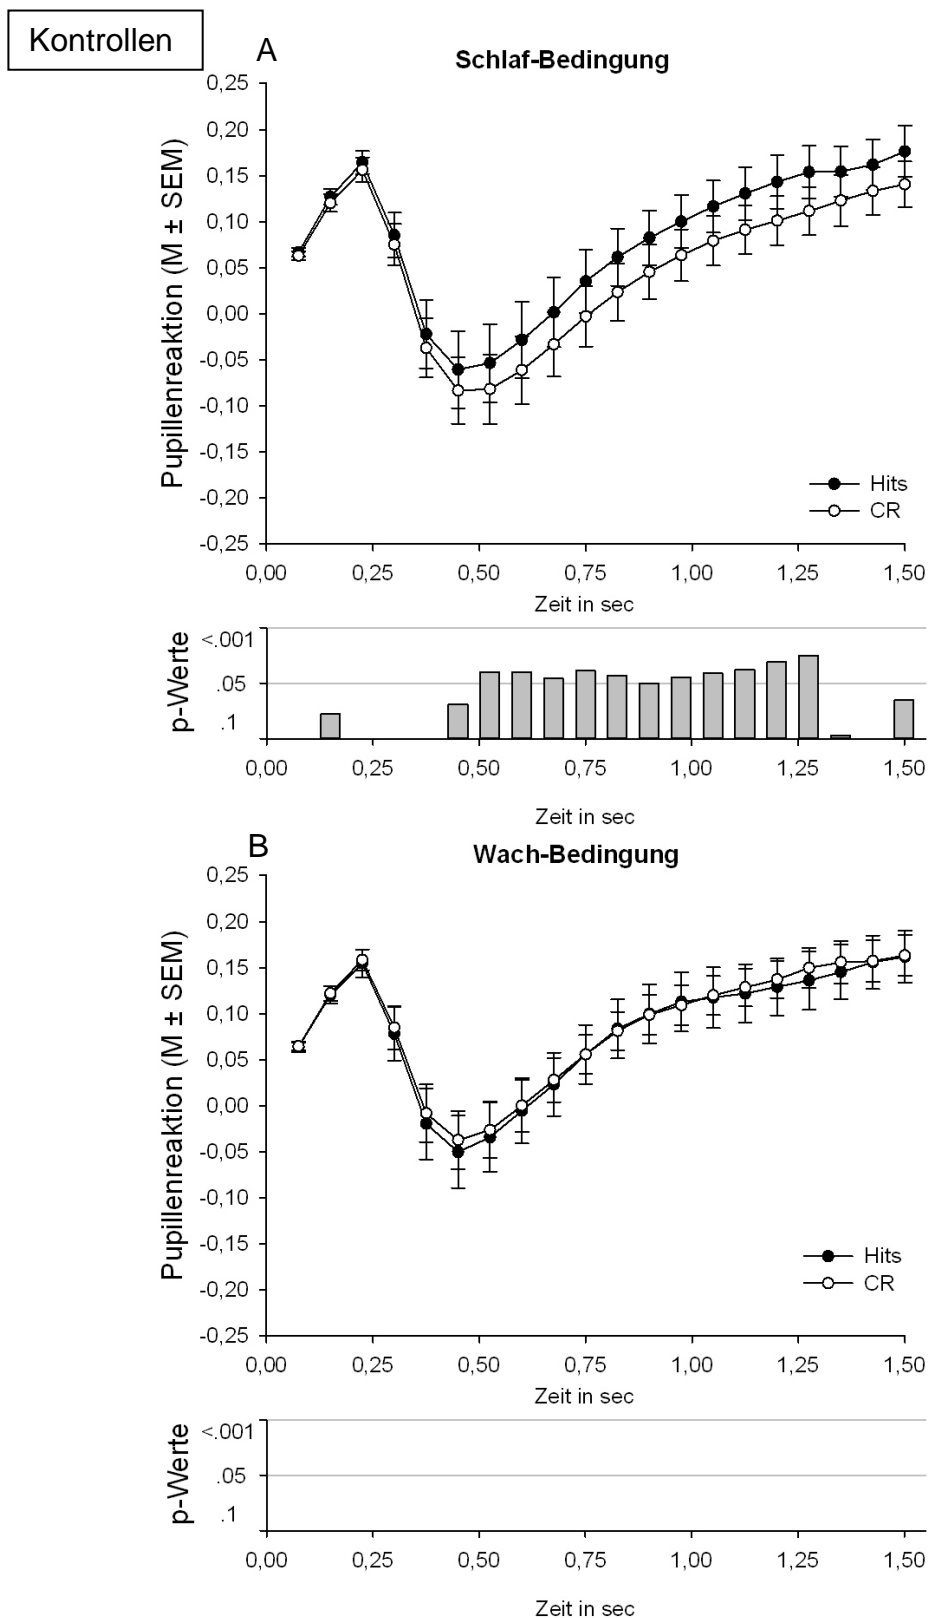 Kontrollen
A
Schlaf-Bedingung
Pupillenreaktion (M ± SEM)
0,25
0,20
0,15
0,10
0,05
0,00
-0,05
-0,10
-0,15
-0,20
-0,25
Hits
CR
0,00 0,25 0,50 0,75 1,00 1,25 1,50
Zeit in sec
p-Werte
<.001
.05
.1
0,00 0,25 0,50 0,75 1,00 1,25 1,50
Zeit in sec
B
Wach-Bedingung
Pupillenreaktion (M ± SEM)
0,25
0,20
0,15
0,10
0,05
0,00
-0,05
-0,10
-0,15
-0,20
-0,25
Hits
CR
0,00 0,25 0,50 0,75 1,00 1,25 1,50
Zeit in sec
p-Werte
<.001
.05
.1
0,00 0,25 0,50 0,75 1,00 1,25 1,50
Zeit in sec